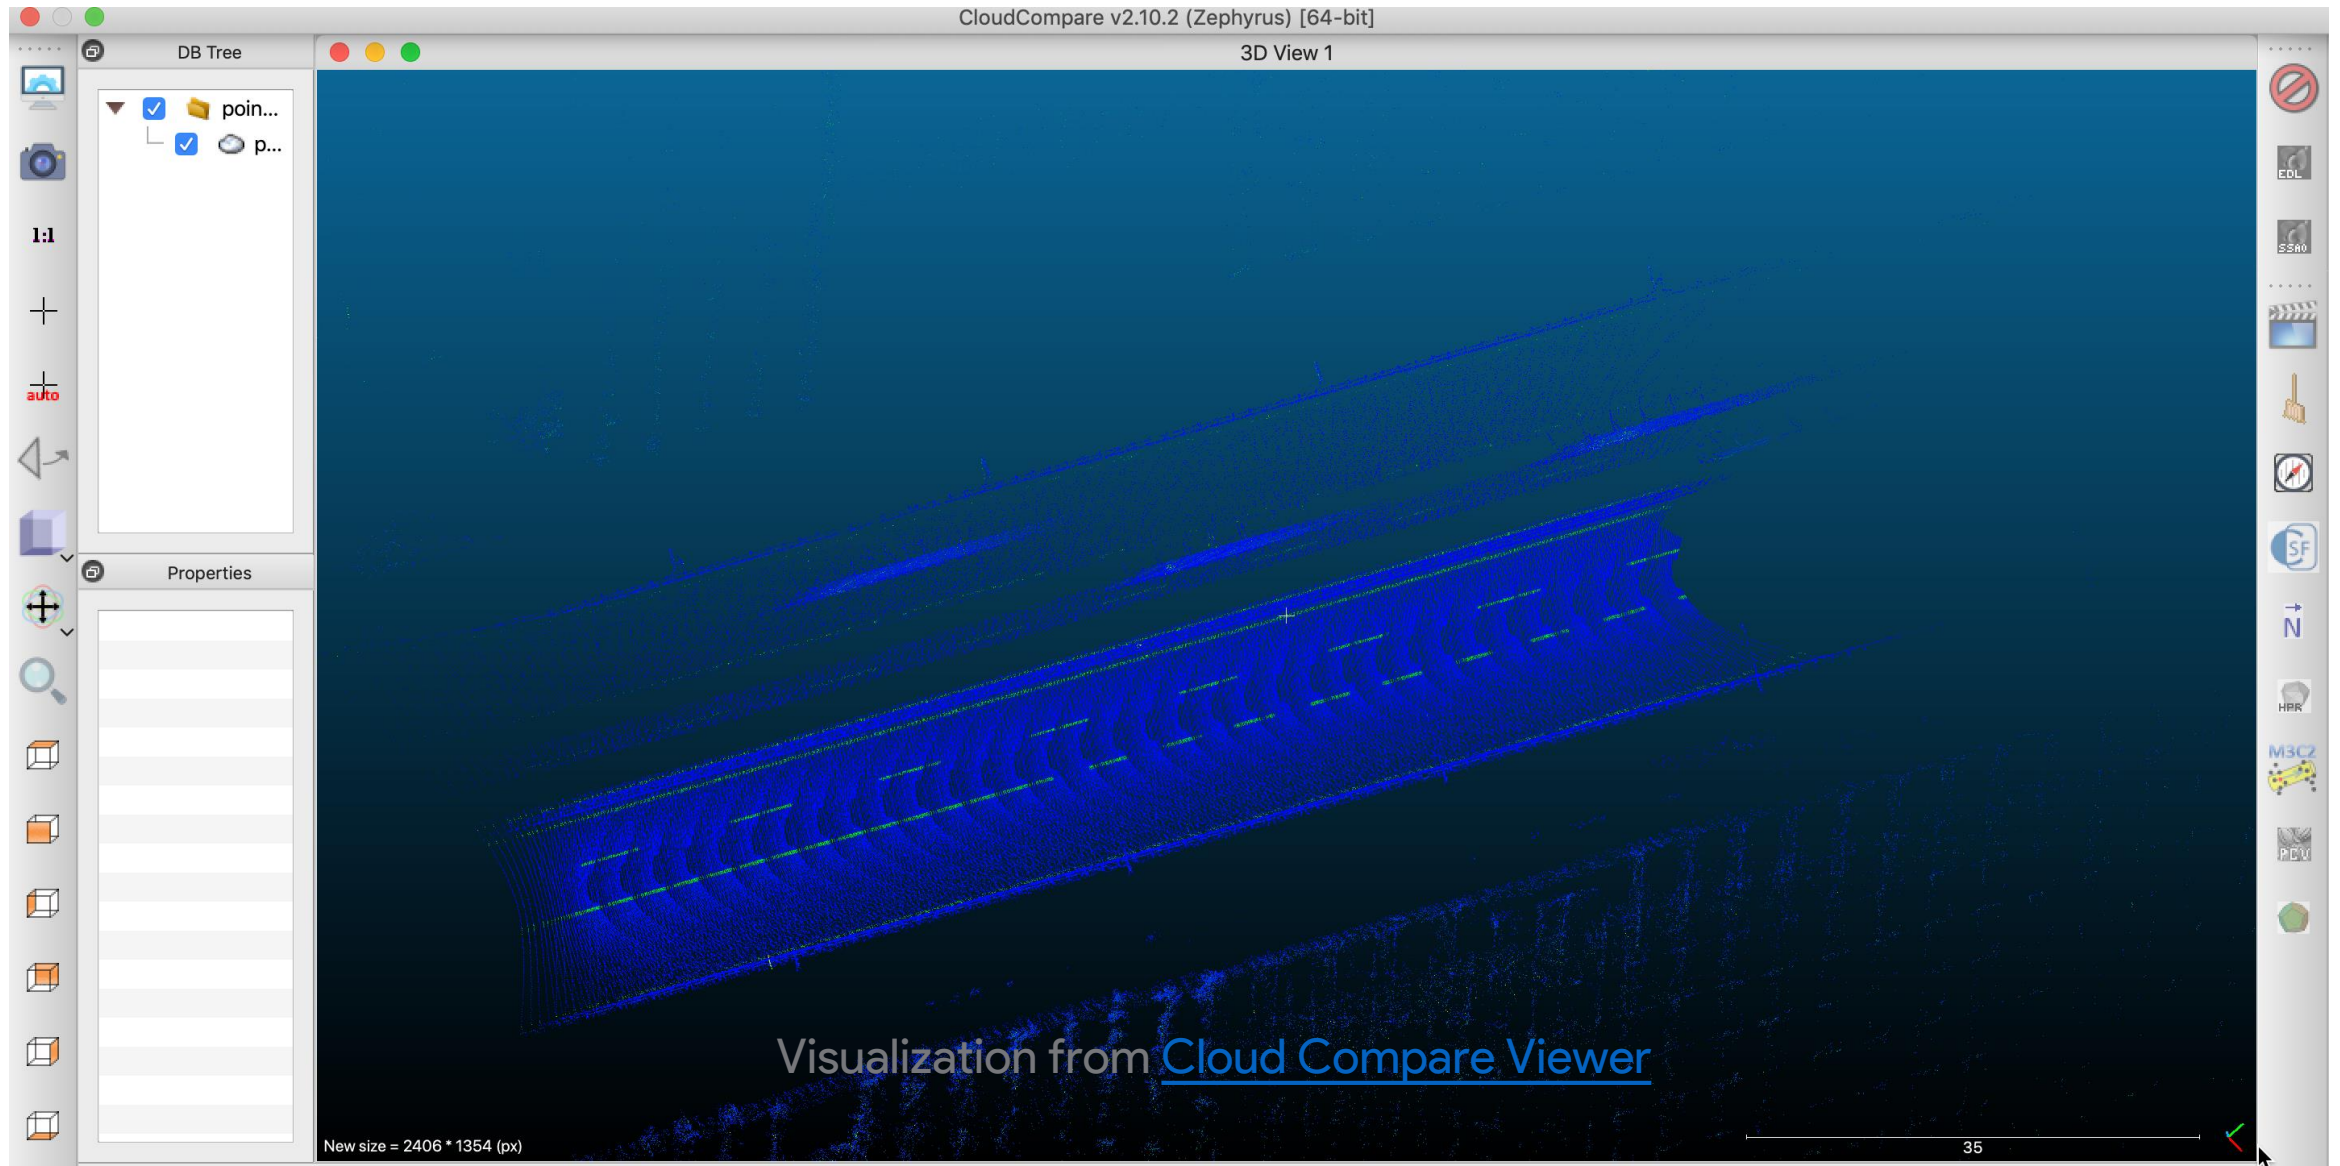 CloudCompare v2.10.2 (Zephyrus) [64-bit]
DB Tree
3D View 1
poin...
p...
1:1
auto
Properties
EDL
SSAO
CSF
N
HPR
M3C2
PCV
Visualization from Cloud Compare Viewer
New size = 2406 * 1354 (px)
35